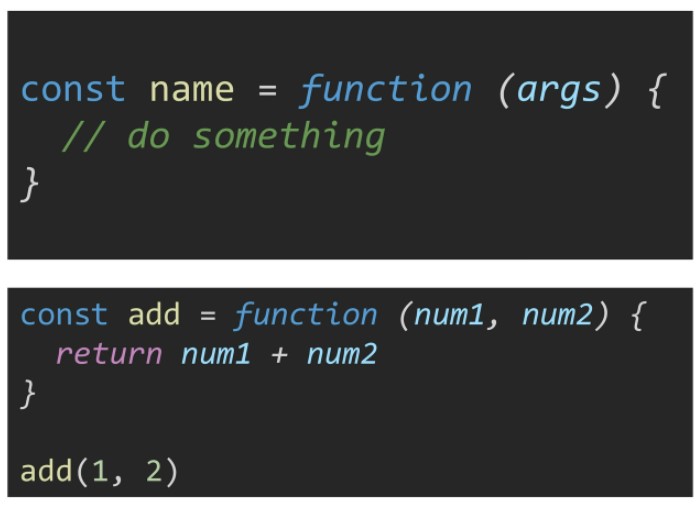 const name = function (args) {
  // do something
}
const add = function (num1, num2) {
  return num1 + num2
}
add(1, 2)